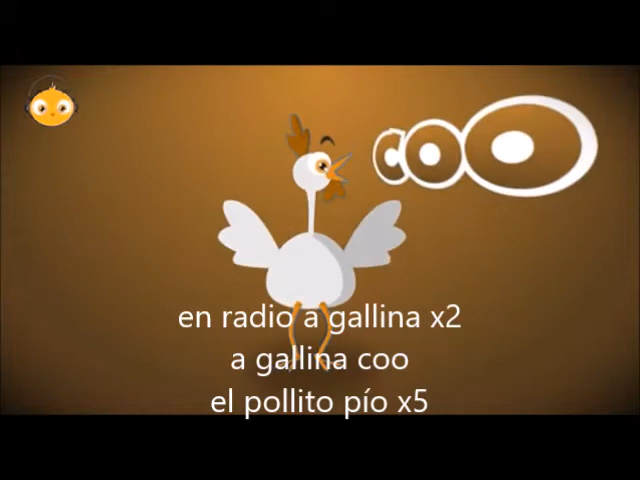 coo
en radio a gallina x2
a gallina coo
el pollito pío x5